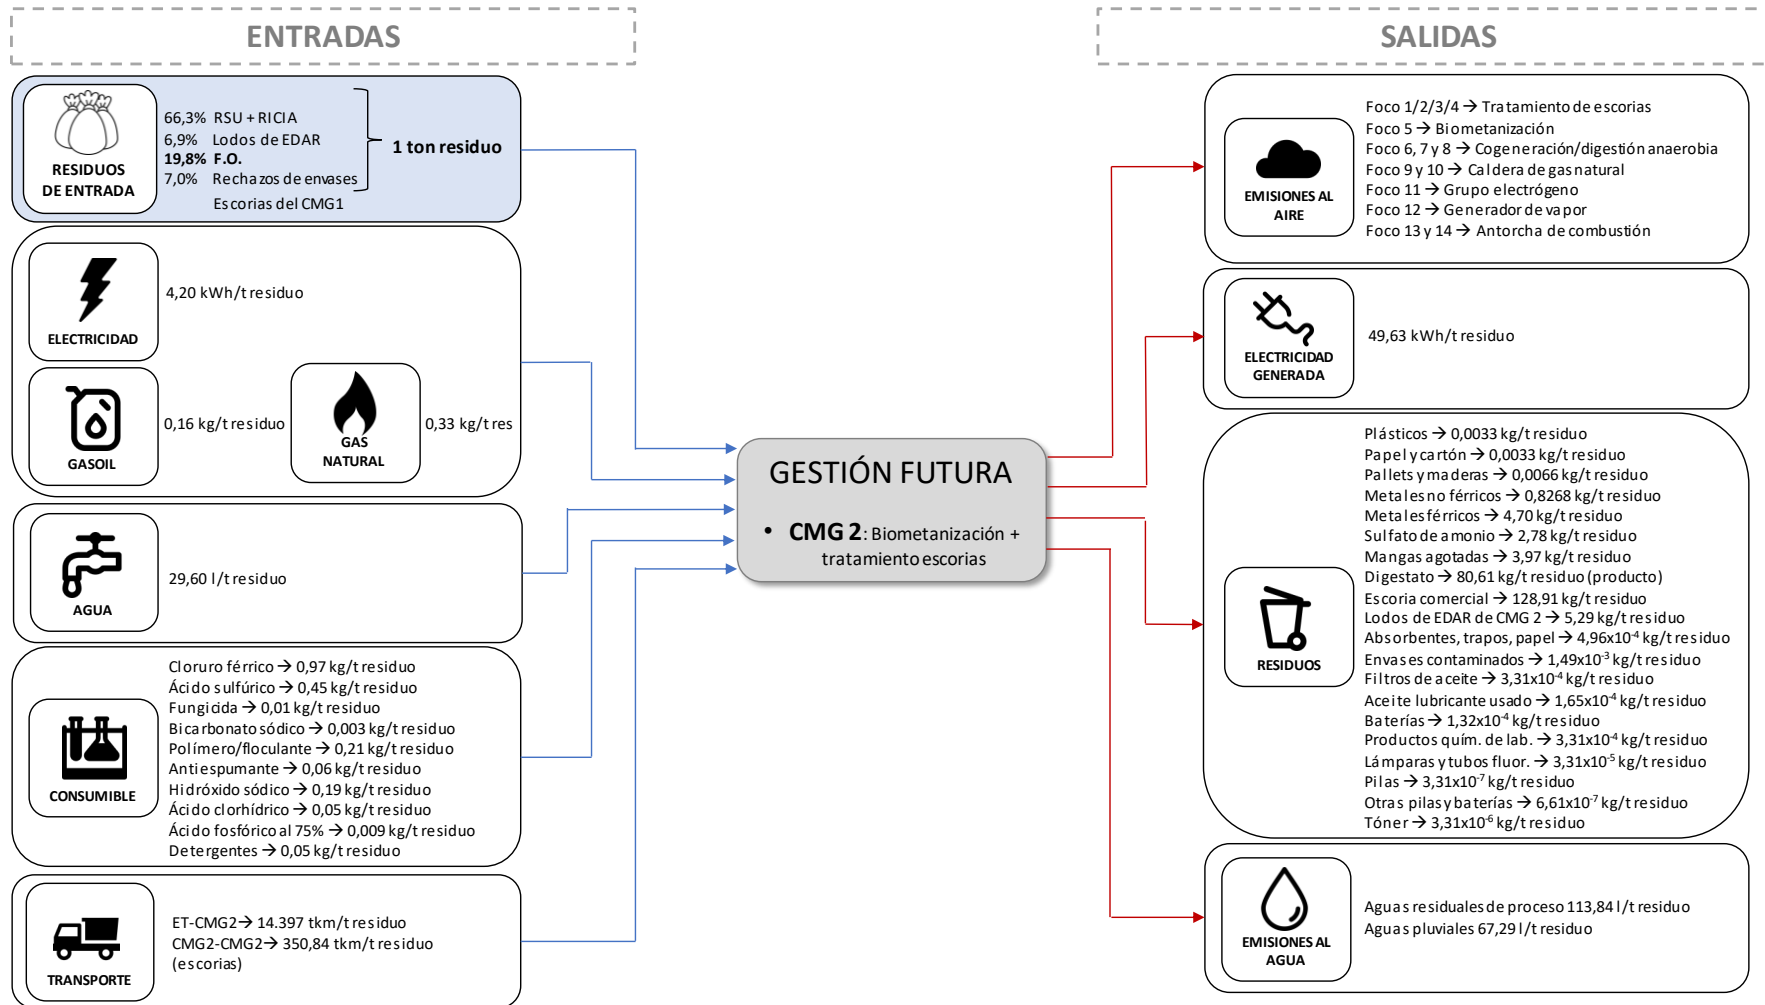 ENTRADAS
RESIDUOS
DE ENTRADA
66,3% RSU + RICIA
6,9% Lodos de EDAR
19,8% F.O.
7,0% Rechazos de envases
Escorias del CMG1
1 ton residuo
ELECTRICIDAD
4,20 kWh/t residuo
GASOIL
0,16 kg/t residuo
GAS
NATURAL
0,33 kg/t res
AGUA
29,60 l/t residuo
CONSUMIBLE
Cloruro férrico → 0,97 kg/t residuo
Ácido sulfúrico → 0,45 kg/t residuo
Fungicida → 0,01 kg/t residuo
Bicarbonato sódico → 0,003 kg/t residuo
Polímero/floculante → 0,21 kg/t residuo
Antiespumante → 0,06 kg/t residuo
Hidróxido sódico → 0,19 kg/t residuo
Ácido clorhídrico → 0,05 kg/t residuo
Ácido fosfórico al 75% → 0,009 kg/t residuo
Detergentes → 0,05 kg/t residuo
TRANSPORTE
ET-CMG2→ 14.397 tkm/t residuo
CMG2-CMG2→ 350,84 tkm/t residuo
(escorias)
GESTIÓN FUTURA
• CMG 2: Biometanización +
tratamiento escorias
SALIDAS
EMISIONES AL
AIRE
Foco 1/2/3/4 → Tratamiento de escorias
Foco 5 → Biometanización
Foco 6, 7 y 8 → Cogeneración/digestión anaerobia
Foco 9 y 10 → Caldera de gas natural
Foco 11 → Grupo electrógeno
Foco 12 → Generador de vapor
Foco 13 y 14 → Antorcha de combustión
ELECTRICIDAD
GENERADA
49,63 kWh/t residuo
RESIDUOS
Plásticos → 0,0033 kg/t residuo
Papel y cartón → 0,0033 kg/t residuo
Pallets y maderas → 0,0066 kg/t residuo
Metales no férricos → 0,8268 kg/t residuo
Metales férricos → 4,70 kg/t residuo
Sulfato de amonio → 2,78 kg/t residuo
Mangas agotadas → 3,97 kg/t residuo
Digestato → 80,61 kg/t residuo (producto)
Escoria comercial → 128,91 kg/t residuo
Lodos de EDAR de CMG 2 → 5,29 kg/t residuo
Absorbentes, trapos, papel → 4,96x10⁻⁴ kg/t residuo
Envases contaminados → 1,49x10⁻³ kg/t residuo
Filtros de aceite → 3,31x10⁻⁴ kg/t residuo
Aceite lubricante usado → 1,65x10⁻⁴ kg/t residuo
Baterías → 1,32x10⁻⁴ kg/t residuo
Productos quím. de lab. → 3,31x10⁻⁴ kg/t residuo
Lámparas y tubos fluor. → 3,31x10⁻⁵ kg/t residuo
Pilas → 3,31x10⁻⁷ kg/t residuo
Otras pilas y baterías → 6,61x10⁻⁷ kg/t residuo
Tóner → 3,31x10⁻⁶ kg/t residuo
EMISIONES AL
AGUA
Aguas residuales de proceso 113,84 l/t residuo
Aguas pluviales 67,29 l/t residuo